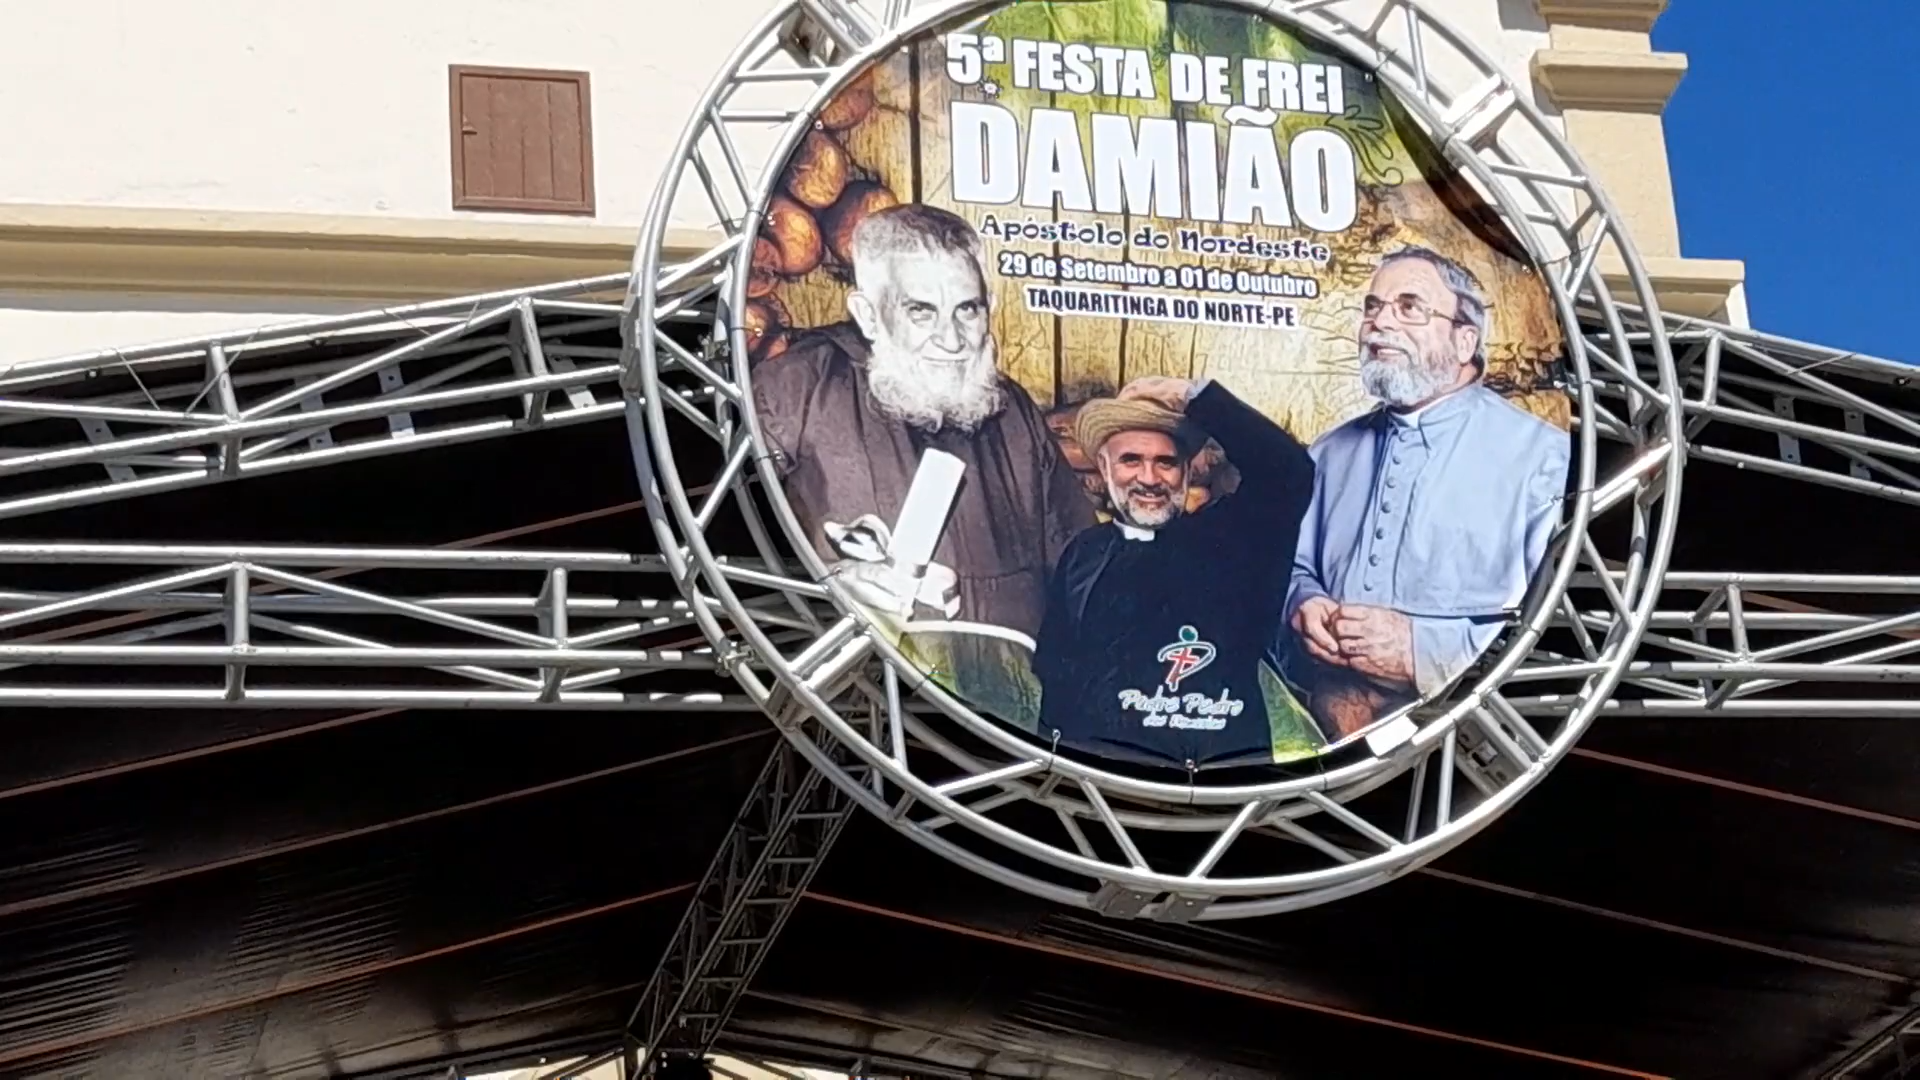 5ª FESTA DE FREI
DAMIÃO
Apóstolo do Nordeste
29 de Setembro a 01 de Outubro
TAQUARITINGA DO NORTE-PE
Padre Pedro